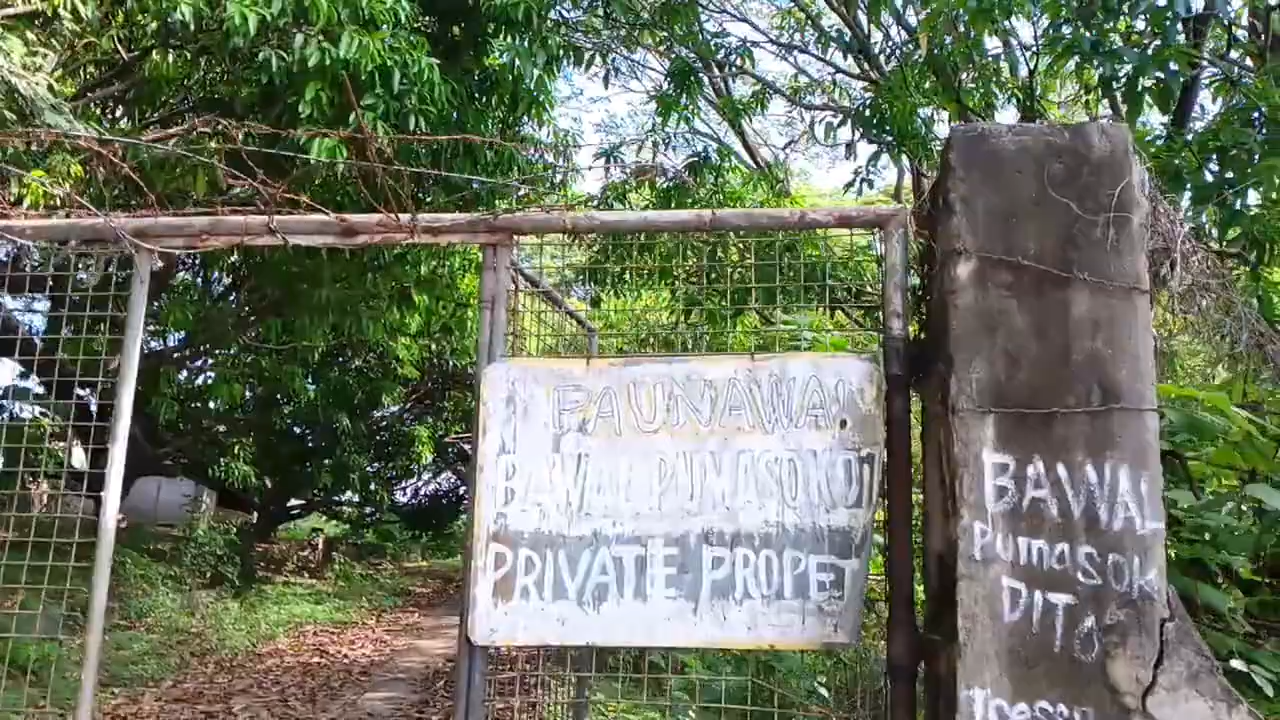 PAUNAWA!
BAWAL PUMASOK
PRIVATE PROPET
BAWAL
PumASOK
DITO